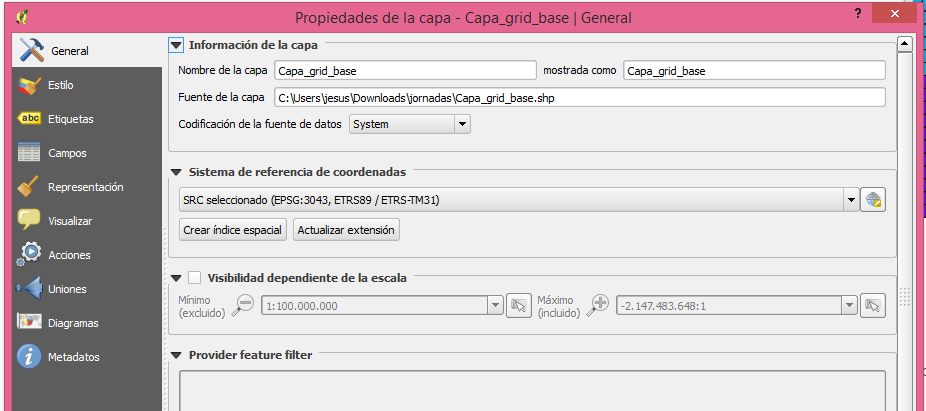 Propiedades de la capa - Capa_grid_base | General
? ×
General
Estilo
abc Etiquetas
Campos
Representación
Visualizar
Acciones
Uniones
Diagramas
Metadatos
Información de la capa
Nombre de la capa Capa_grid_base mostrada como Capa_grid_base
Fuente de la capa C:\Users\jesus\Downloads\jornadas\Capa_grid_base.shp
Codificación de la fuente de datos System
Sistema de referencia de coordenadas
SRC seleccionado (EPSG:3043, ETRS89 / ETRS-TM31)
Crear índice espacial Actualizar extensión
Visibilidad dependiente de la escala
Mínimo (excluido) 1:100.000.000 Máximo (incluido) -2.147.483.648:1
Provider feature filter